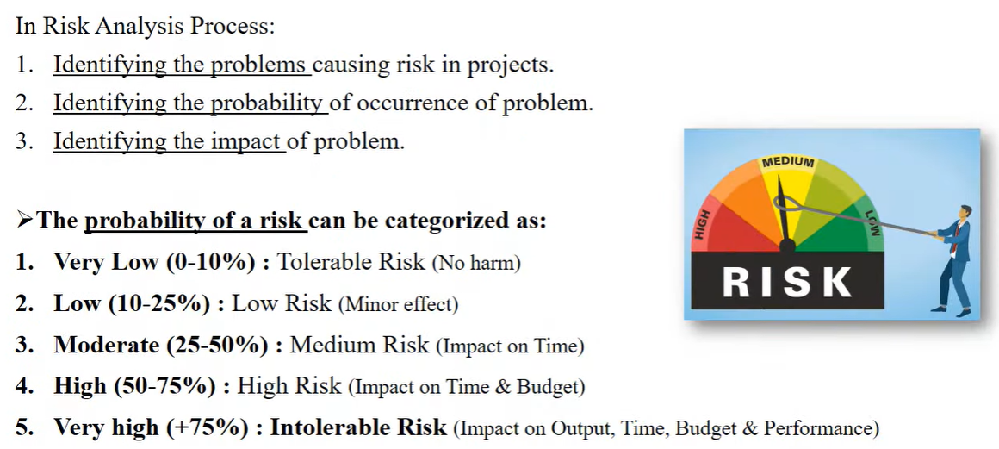 In Risk Analysis Process:
1. Identifying the problems causing risk in projects.
2. Identifying the probability of occurrence of problem.
3. Identifying the impact of problem.
➢The probability of a risk can be categorized as:
1. Very Low (0-10%) : Tolerable Risk (No harm)
2. Low (10-25%) : Low Risk (Minor effect)
3. Moderate (25-50%) : Medium Risk (Impact on Time)
4. High (50-75%) : High Risk (Impact on Time & Budget)
5. Very high (+75%) : Intolerable Risk (Impact on Output, Time, Budget & Performance)
HIGH
MEDIUM
LOW
RISK